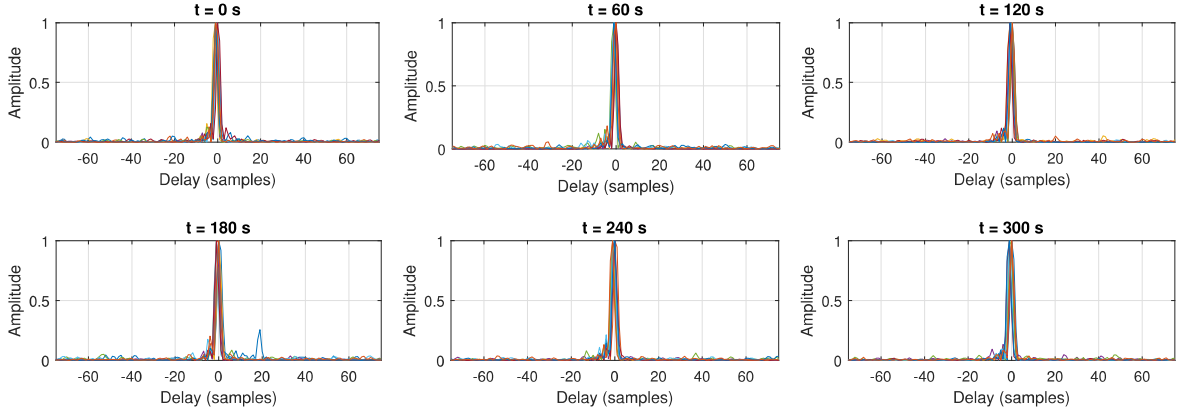 t = 0 s
t = 60 s
t = 120 s
1
0.5
0
Amplitude
-60 -40 -20 0 20 40 60
Delay (samples)
1
0.5
0
Amplitude
-60 -40 -20 0 20 40 60
Delay (samples)
1
0.5
0
Amplitude
-60 -40 -20 0 20 40 60
Delay (samples)
t = 180 s
t = 240 s
t = 300 s
1
0.5
0
Amplitude
-60 -40 -20 0 20 40 60
Delay (samples)
1
0.5
0
Amplitude
-60 -40 -20 0 20 40 60
Delay (samples)
1
0.5
0
Amplitude
-60 -40 -20 0 20 40 60
Delay (samples)